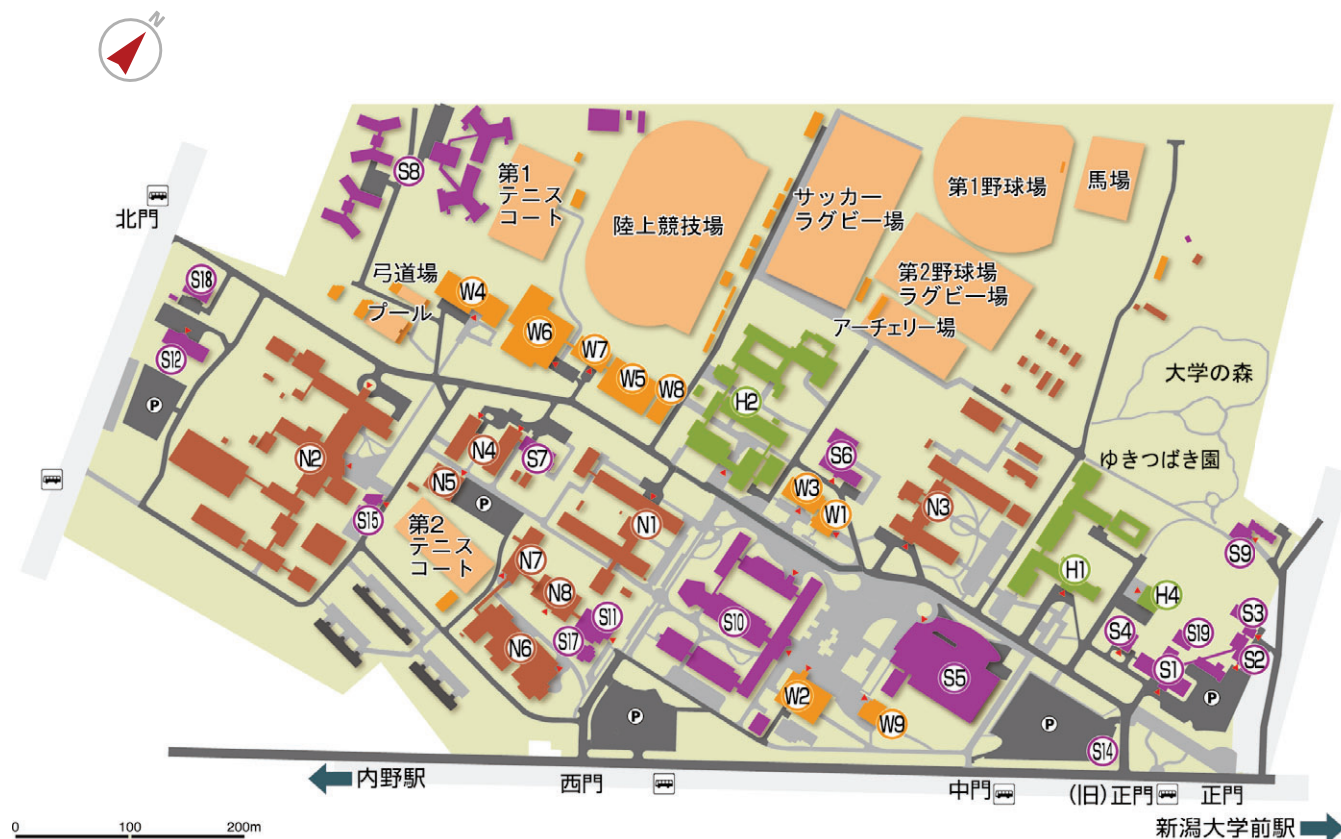 N
北門
S8
第1
テニス
コート
陸上競技場
サッカー
ラグビー場
第1野球場
馬場
第2野球場
ラグビー場
アーチェリー場
弓道場
プール
W4
W6
W7
W5
W8
S18
S12
P
N2
N4
N5
S7
S15
P
第2
テニス
コート
N1
N7
N8
N6
S17
S11
H2
S6
W3
W1
N3
大学の森
ゆきつばき園
S9
H1
H4
S3
S4
S19
S2
S1
P
S10
S5
W2
W9
P
P
S14
内野駅
西門
中門
(旧)正門
正門
新潟大学前駅
0
100
200m